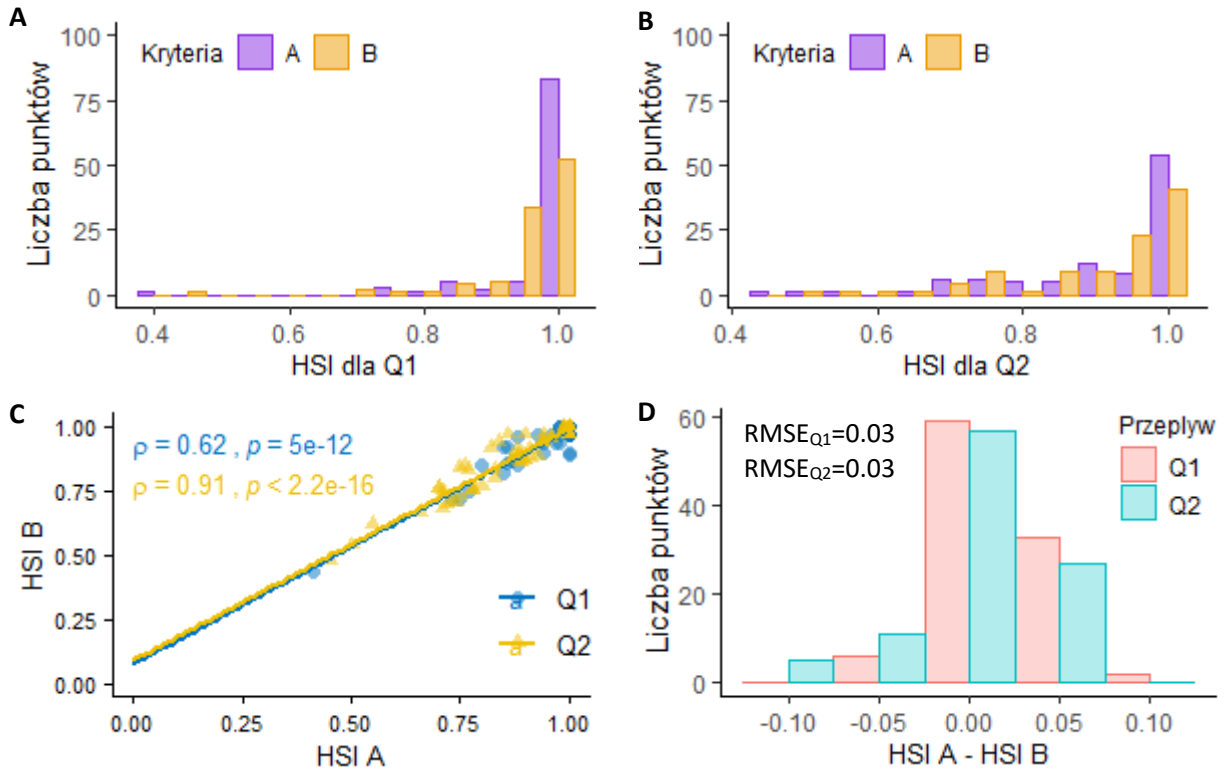 A
Kryteria A B
Liczba punktów
100
75
50
25
0
0.4 0.6 0.8 1.0
HSI dla Q1
B
Kryteria A B
Liczba punktów
100
75
50
25
0
0.4 0.6 0.8 1.0
HSI dla Q2
C
ρ = 0.62 , p = 5e-12
ρ = 0.91 , p < 2.2e-16
HSI B
1.00
0.75
0.50
0.25
0.00
a Q1
a Q2
0.00 0.25 0.50 0.75 1.00
HSI A
D
RMSEQ1=0.03
RMSEQ2=0.03
Przeplyw
Q1
Q2
Liczba punktów
60
40
20
0
-0.10 -0.05 0.00 0.05 0.10
HSI A - HSI B